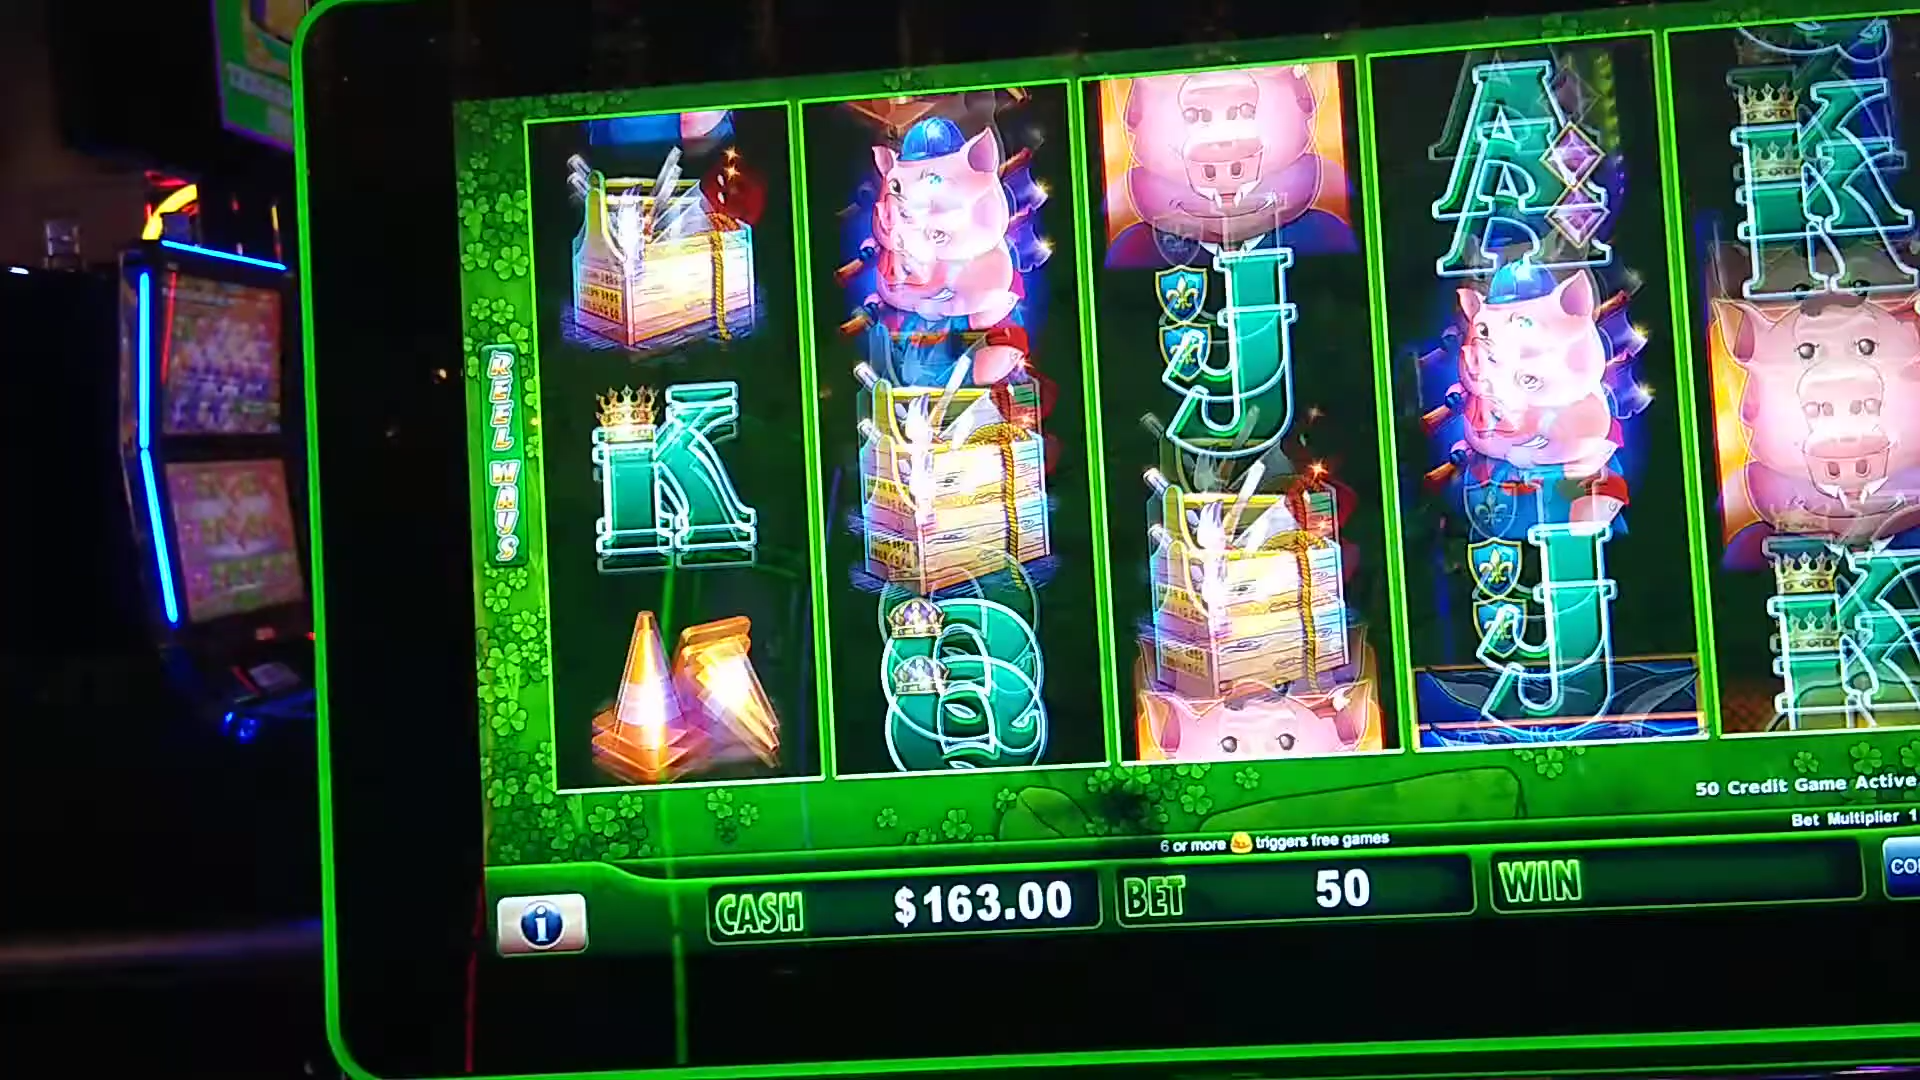 A
K
REEL WAYS
J
K
Q
J
K
50 Credit Game Active
Bet Multiplier 1
6 or more triggers free games
CASH $163.00 BET 50 WIN
i